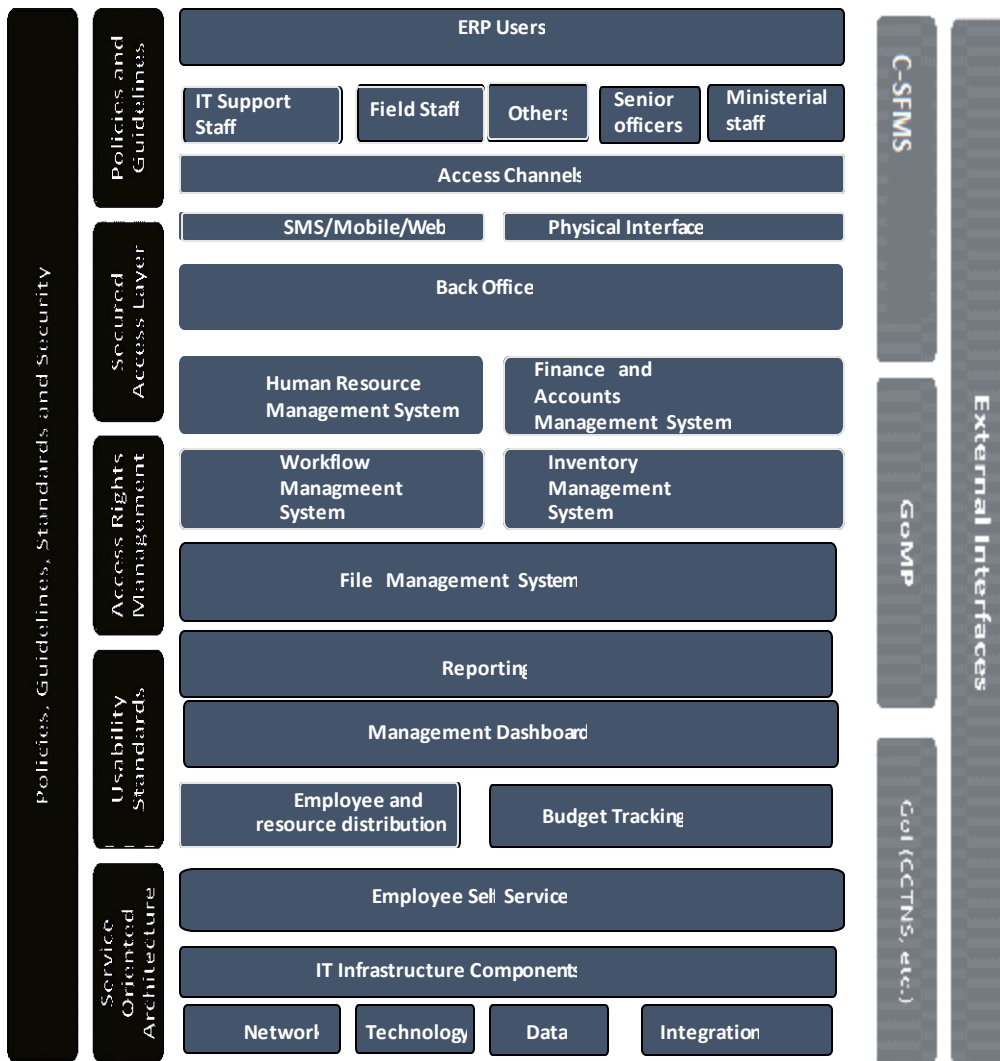 Policies, Guidelines, Standards and Security
Policies and
Guidelines
Secured
Access Layer
Access Rights
Management
Usability
Standards
Service
Oriented
Architecture
ERP Users
IT Support
Staff
Field Staff
Others
Senior
officers
Ministerial
staff
Access Channels
SMS/Mobile/Web
Physical Interface
Back Office
Human Resource
Management System
Finance and
Accounts
Management System
Workflow
Managmeent
System
Inventory
Management
System
File Management System
Reporting
Management Dashboard
Employee and
resource distribution
Budget Tracking
Employee Self Service
IT Infrastructure Components
Network
Technology
Data
Integration
C-SFMS
GoMP
GoI (CCTNS, etc.)
External Interfaces